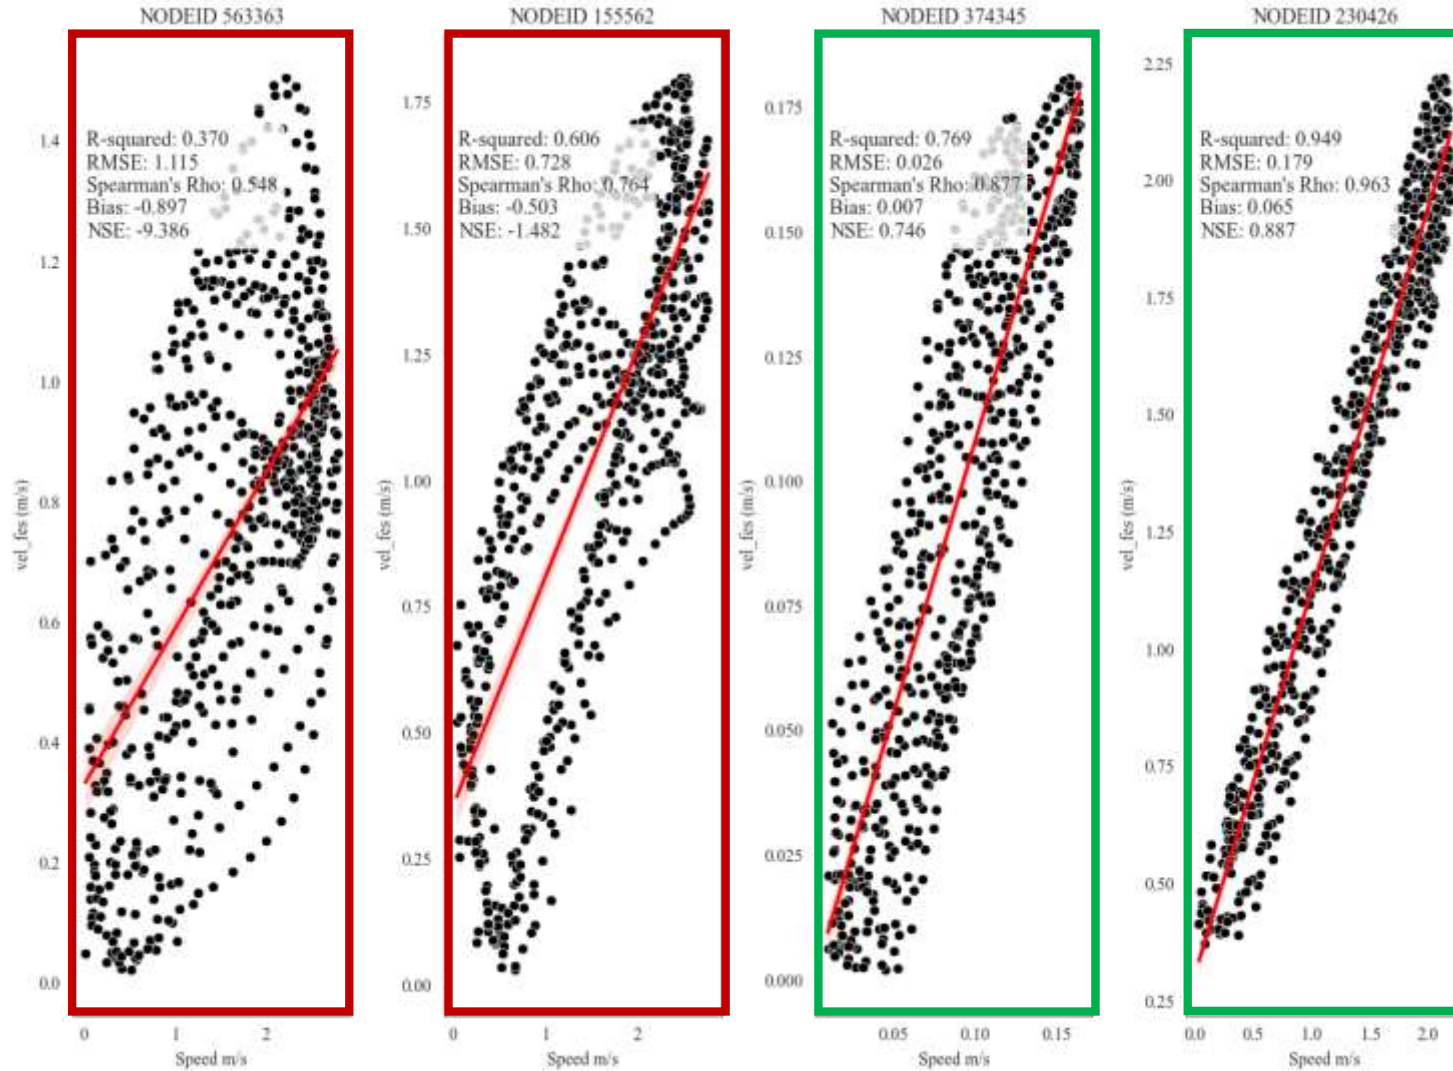 NODEID 563363
R-squared: 0.370
RMSE: 1.115
Spearman's Rho: 0.548
Bias: -0.897
NSE: -9.386
1.4
1.2
1.0
0.8
0.6
0.4
0.2
0.0
vel_fes (m/s)
0 1 2
Speed m/s
NODEID 155562
R-squared: 0.606
RMSE: 0.728
Spearman's Rho: 0.764
Bias: -0.503
NSE: -1.482
1.75
1.50
1.25
1.00
0.75
0.50
0.25
0.00
vel_fes (m/s)
0 1 2
Speed m/s
NODEID 374345
R-squared: 0.769
RMSE: 0.026
Spearman's Rho: 0.877
Bias: 0.007
NSE: 0.746
0.175
0.150
0.125
0.100
0.075
0.050
0.025
0.000
vel_fes (m/s)
0.05 0.10 0.15
Speed m/s
NODEID 230426
R-squared: 0.949
RMSE: 0.179
Spearman's Rho: 0.963
Bias: 0.065
NSE: 0.887
2.25
2.00
1.75
1.50
1.25
1.00
0.75
0.50
0.25
vel_fes (m/s)
0.0 0.5 1.0 1.5 2.0
Speed m/s